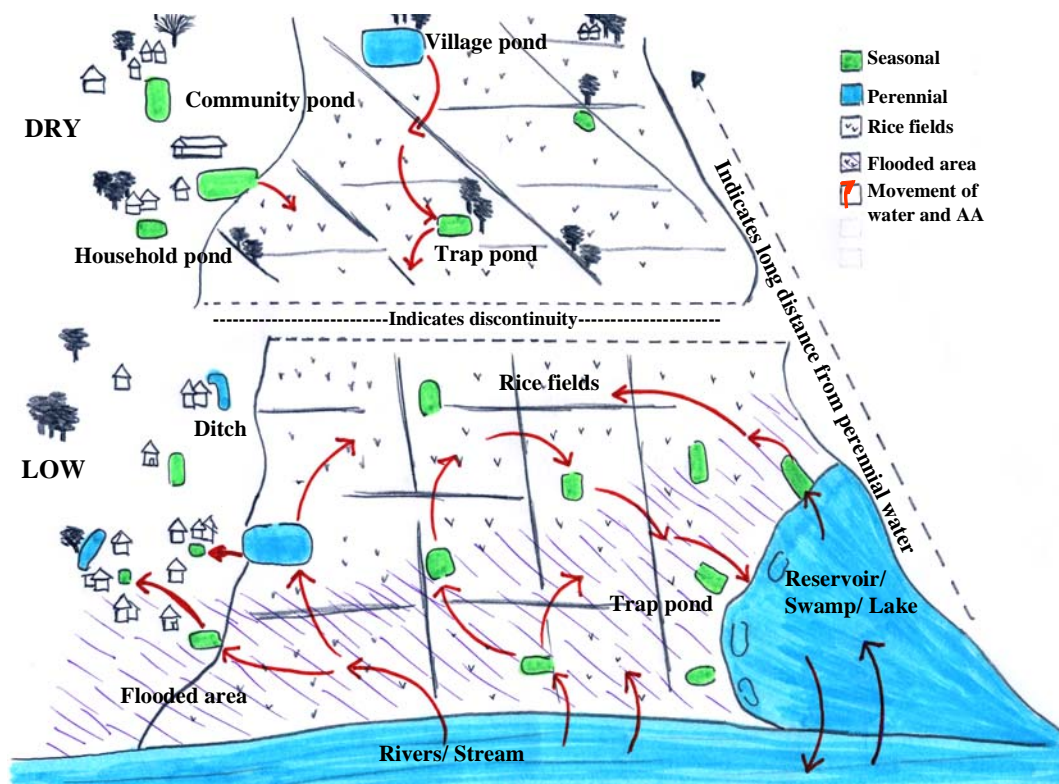 Village pond
Community pond
DRY
Household pond
Trap pond
Seasonal
Perennial
Rice fields
Flooded area
Movement of
water and AA
Indicates long distance from perennial water
-----------------------Indicates discontinuity-----------------------
Rice fields
Ditch
LOW
Reservoir/
Swamp/ Lake
Trap pond
Flooded area
Rivers/ Stream